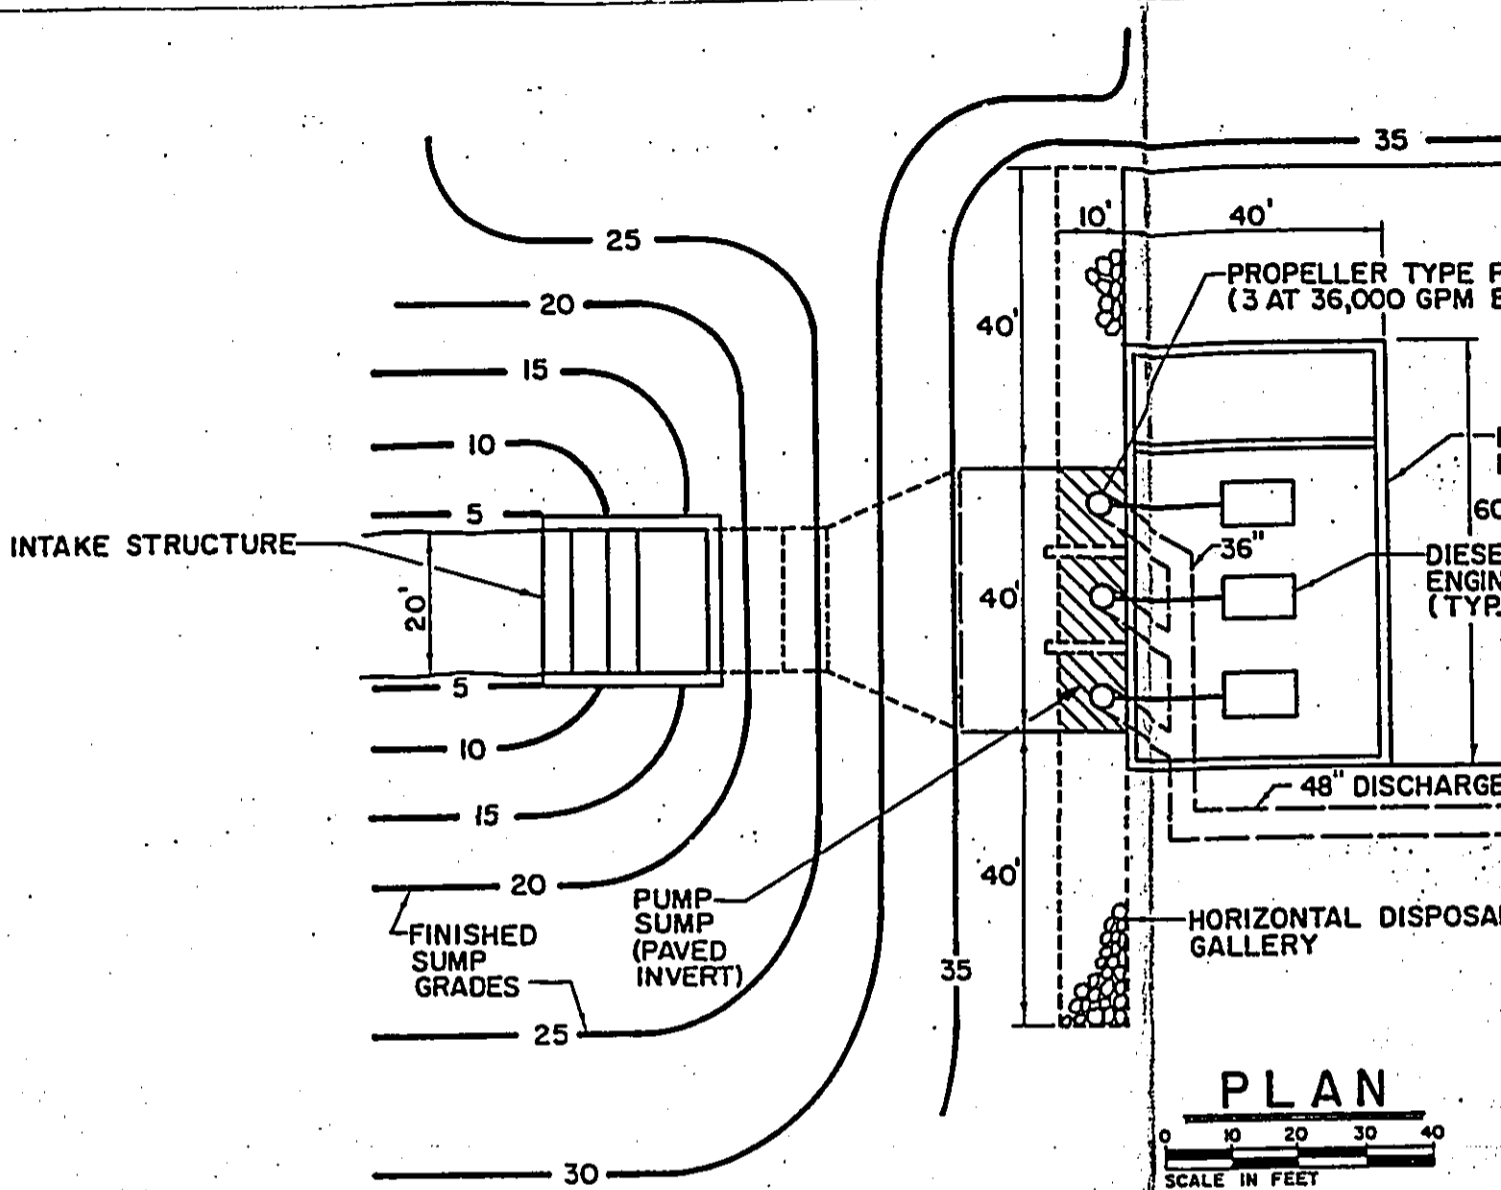 35
10' 40'
25
PROPELLER TYPE
(3 AT 36,000 GPM
20
40'
15
10
5
60
INTAKE STRUCTURE
36"
20'
40'
DIESE
ENGIN
(TYP.
5
10
48" DISCHARGE
15
20
40'
PUMP
SUMP
(PAVED
INVERT)
HORIZONTAL DISPOSA
GALLERY
FINISHED
SUMP
GRADES
35
25
PLAN
0 10 20 30 40
SCALE IN FEET
30